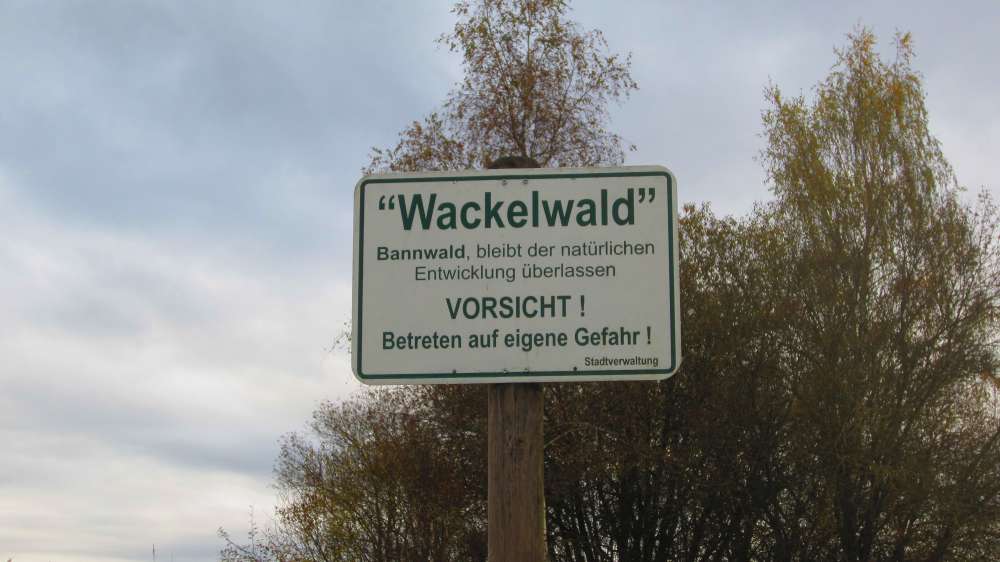 “Wackelwald”
Bannwald, bleibt der natürlichen
Entwicklung überlassen
VORSICHT !
Betreten auf eigene Gefahr !
Stadtverwaltung